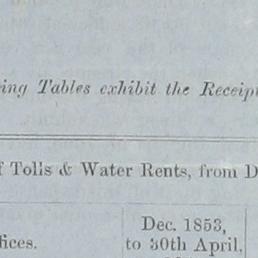 ing Tables exhibit the Receip
f Tolls & Water Rents, from D
Dec. 1853,
fices. to 30th April,